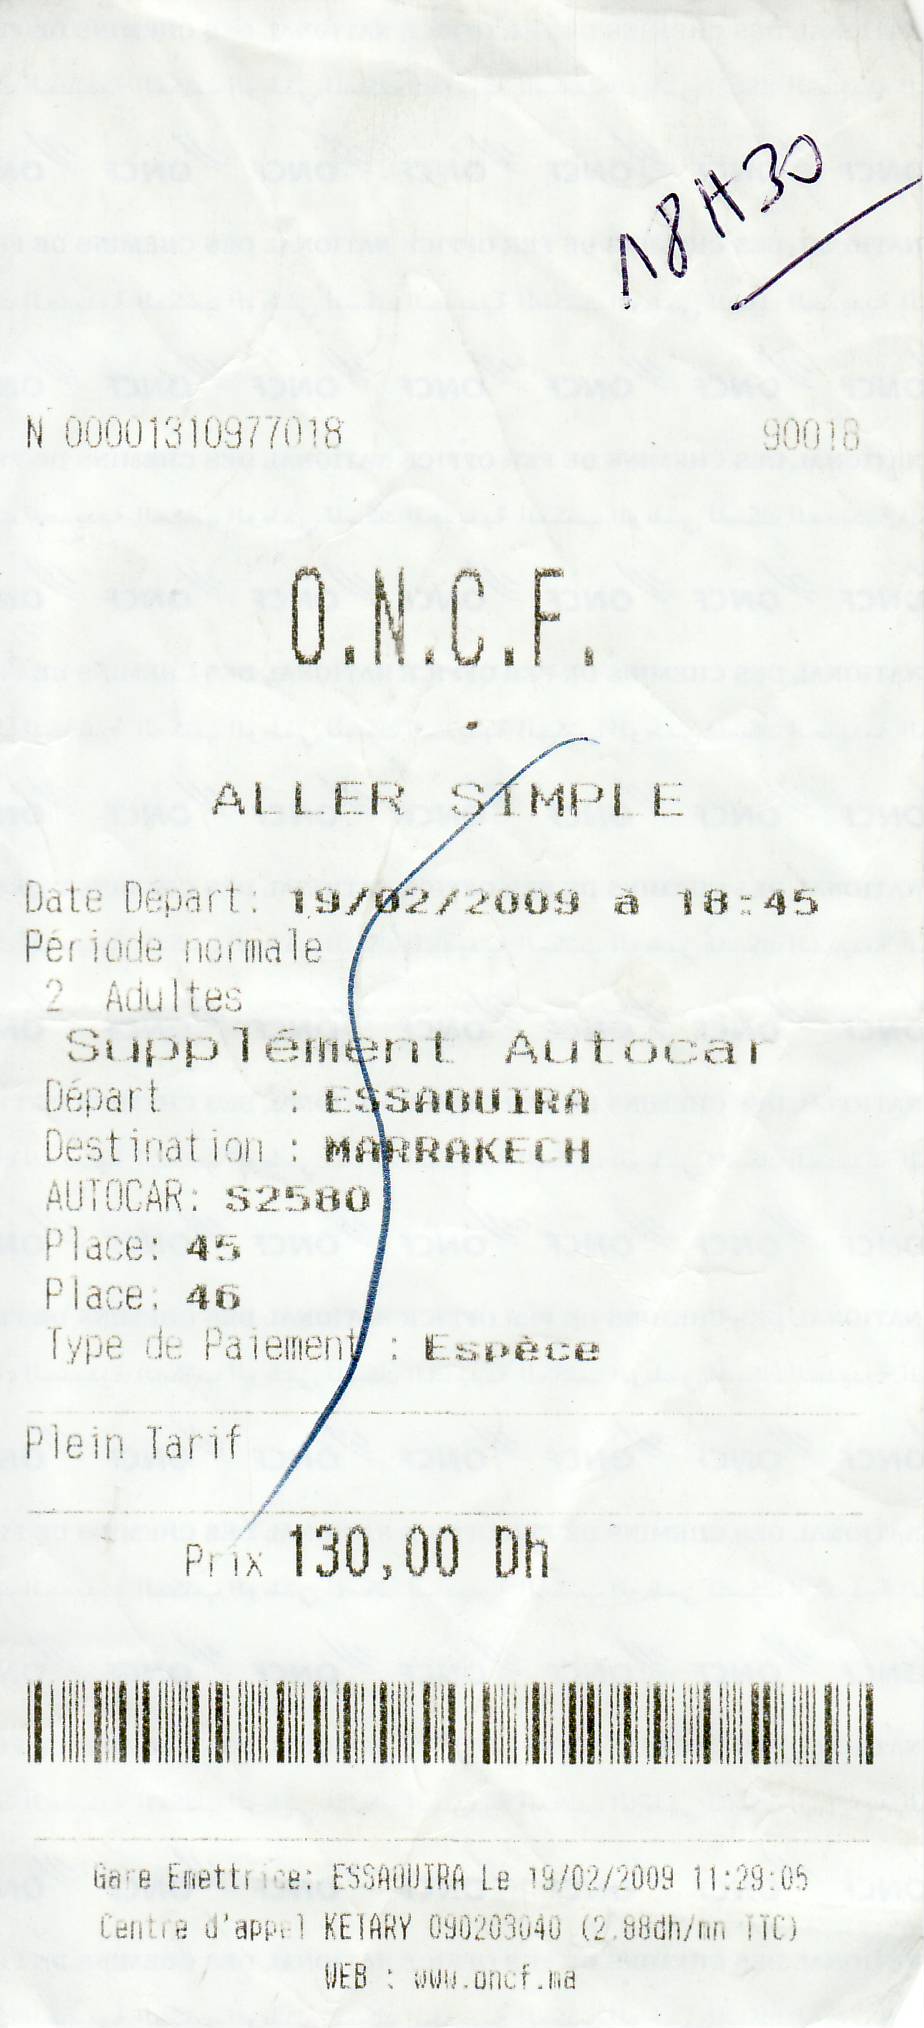 18H30
N 00001310977018 90018
O.N.C.F.
ALLER SIMPLE
Date Départ: 19/02/2009 à 18:45
Période normale
2 Adultes
Supplément Autocar
Départ : ESSAOUIRA
Destination : MARRAKECH
AUTOCAR: S2580
Place: 45
Place: 46
Type de Paiement : Espèce
Plein Tarif
Prix 130,00 Dh
Gare Emettrice: ESSAOUIRA Le 19/02/2009 11:29:05
Centre d'appel KETARY 090203040 (2.88dh/mn TTC)
WEB : www.oncf.ma